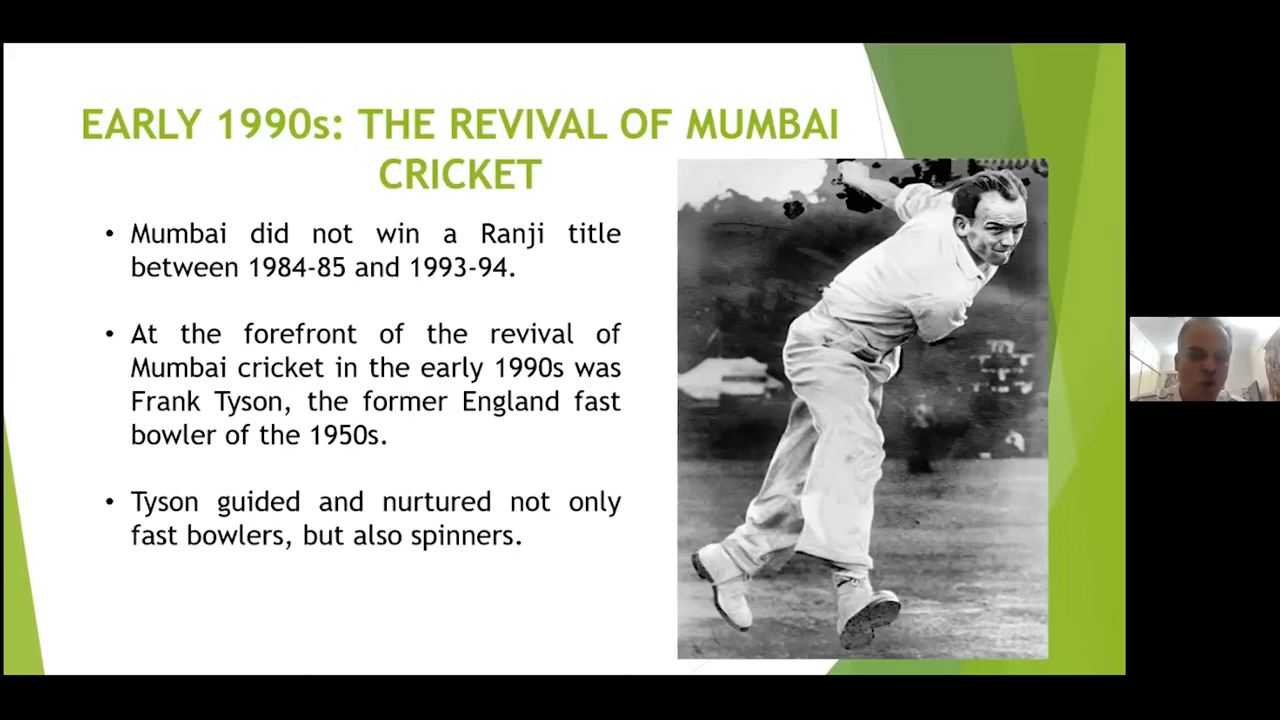 EARLY 1990s: THE REVIVAL OF MUMBAI
CRICKET
• Mumbai did not win a Ranji title
between 1984-85 and 1993-94.
• At the forefront of the revival of
Mumbai cricket in the early 1990s was
Frank Tyson, the former England fast
bowler of the 1950s.
• Tyson guided and nurtured not only
fast bowlers, but also spinners.